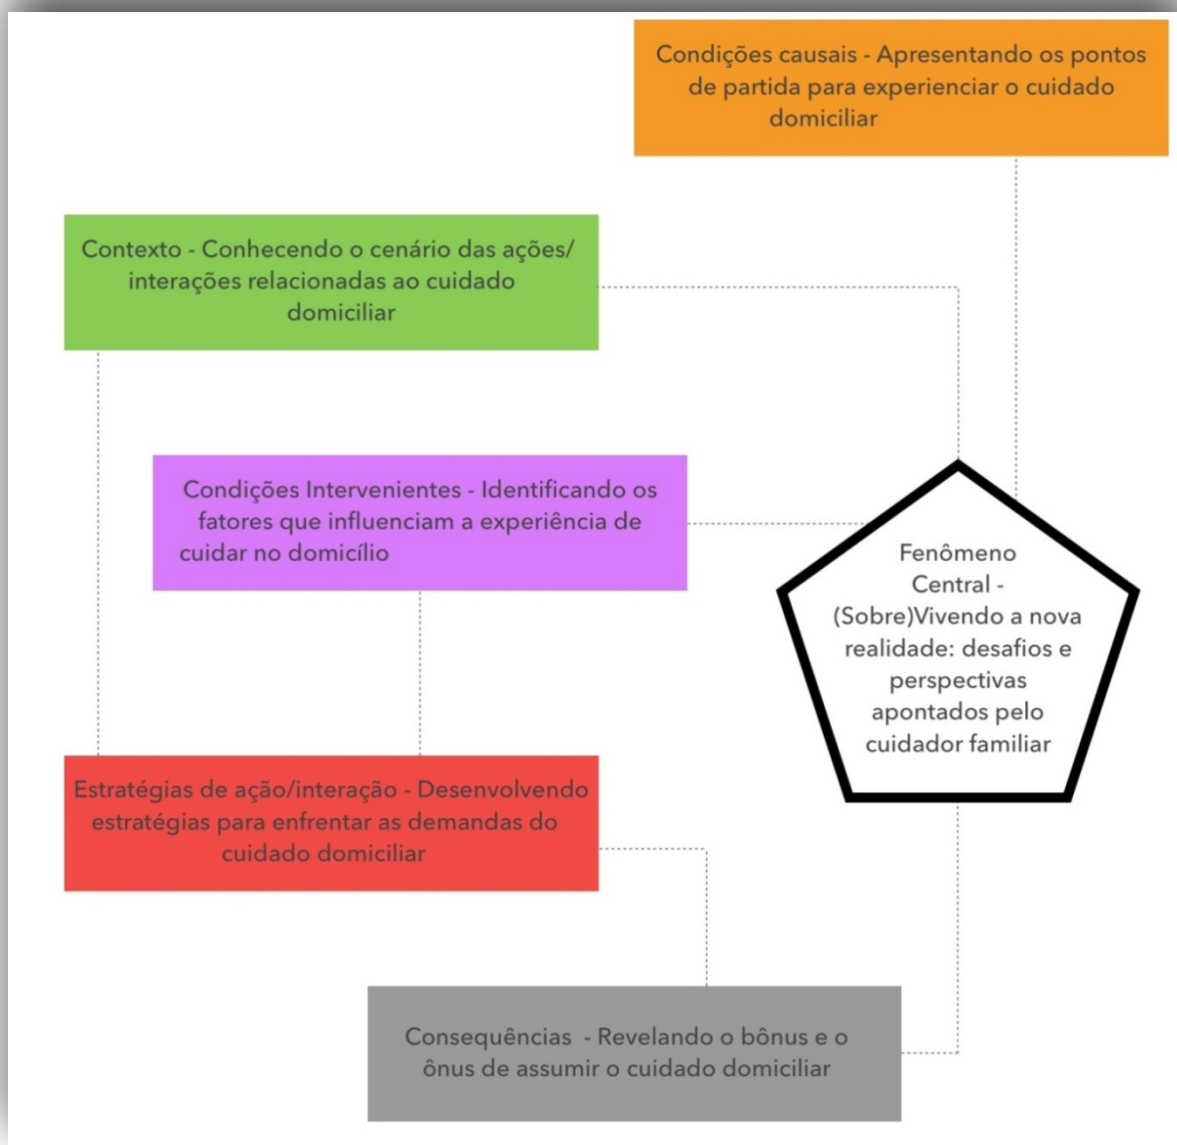 Condições causais - Apresentando os pontos
de partida para experienciar o cuidado
domiciliar
Contexto - Conhecendo o cenário das ações/
interações relacionadas ao cuidado
domiciliar
Condições Intervenientes - Identificando os
fatores que influenciam a experiência de
cuidar no domicílio
Fenômeno
Central -
(Sobre)Vivendo a nova
realidade: desafios e
perspectivas
apontados pelo
cuidador familiar
Estratégias de ação/interação - Desenvolvendo
estratégias para enfrentar as demandas do
cuidado domiciliar
Consequências - Revelando o bônus e o
ônus de assumir o cuidado domiciliar